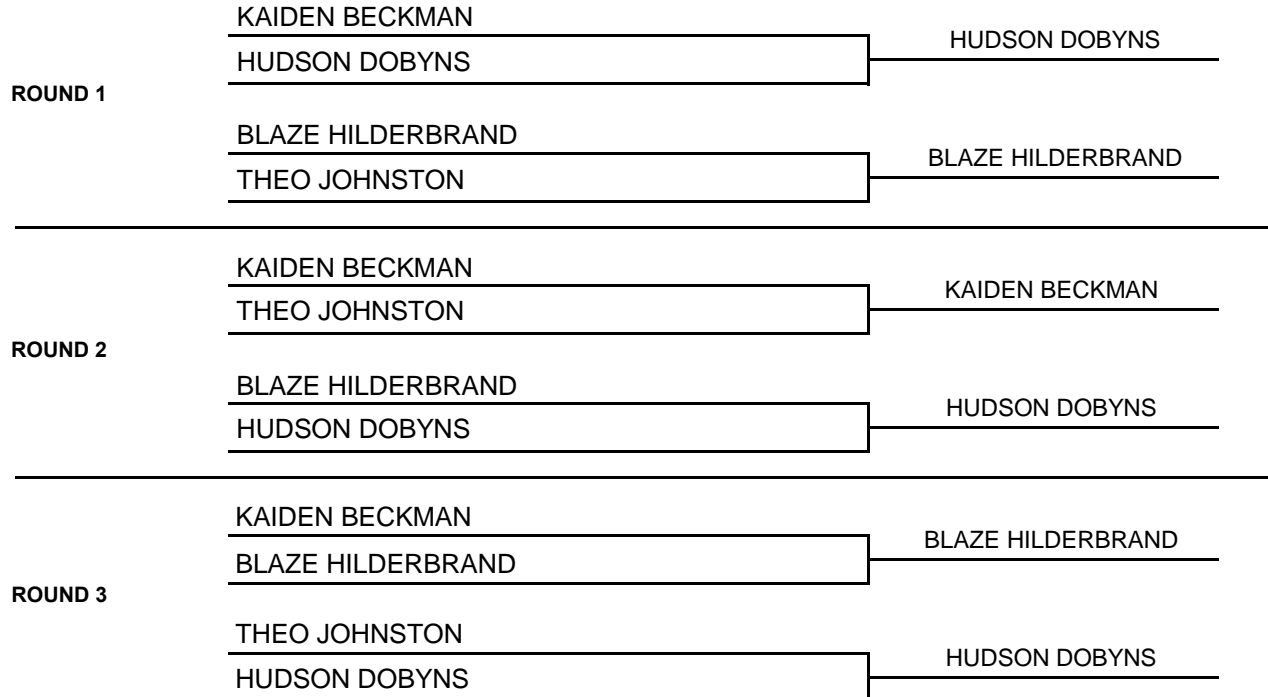 KAIDEN BECKMAN
HUDSON DOBYNS
HUDSON DOBYNS
ROUND 1
BLAZE HILDERBRAND
BLAZE HILDERBRAND
THEO JOHNSTON
KAIDEN BECKMAN
KAIDEN BECKMAN
THEO JOHNSTON
ROUND 2
BLAZE HILDERBRAND
HUDSON DOBYNS
HUDSON DOBYNS
KAIDEN BECKMAN
BLAZE HILDERBRAND
BLAZE HILDERBRAND
ROUND 3
THEO JOHNSTON
HUDSON DOBYNS
HUDSON DOBYNS